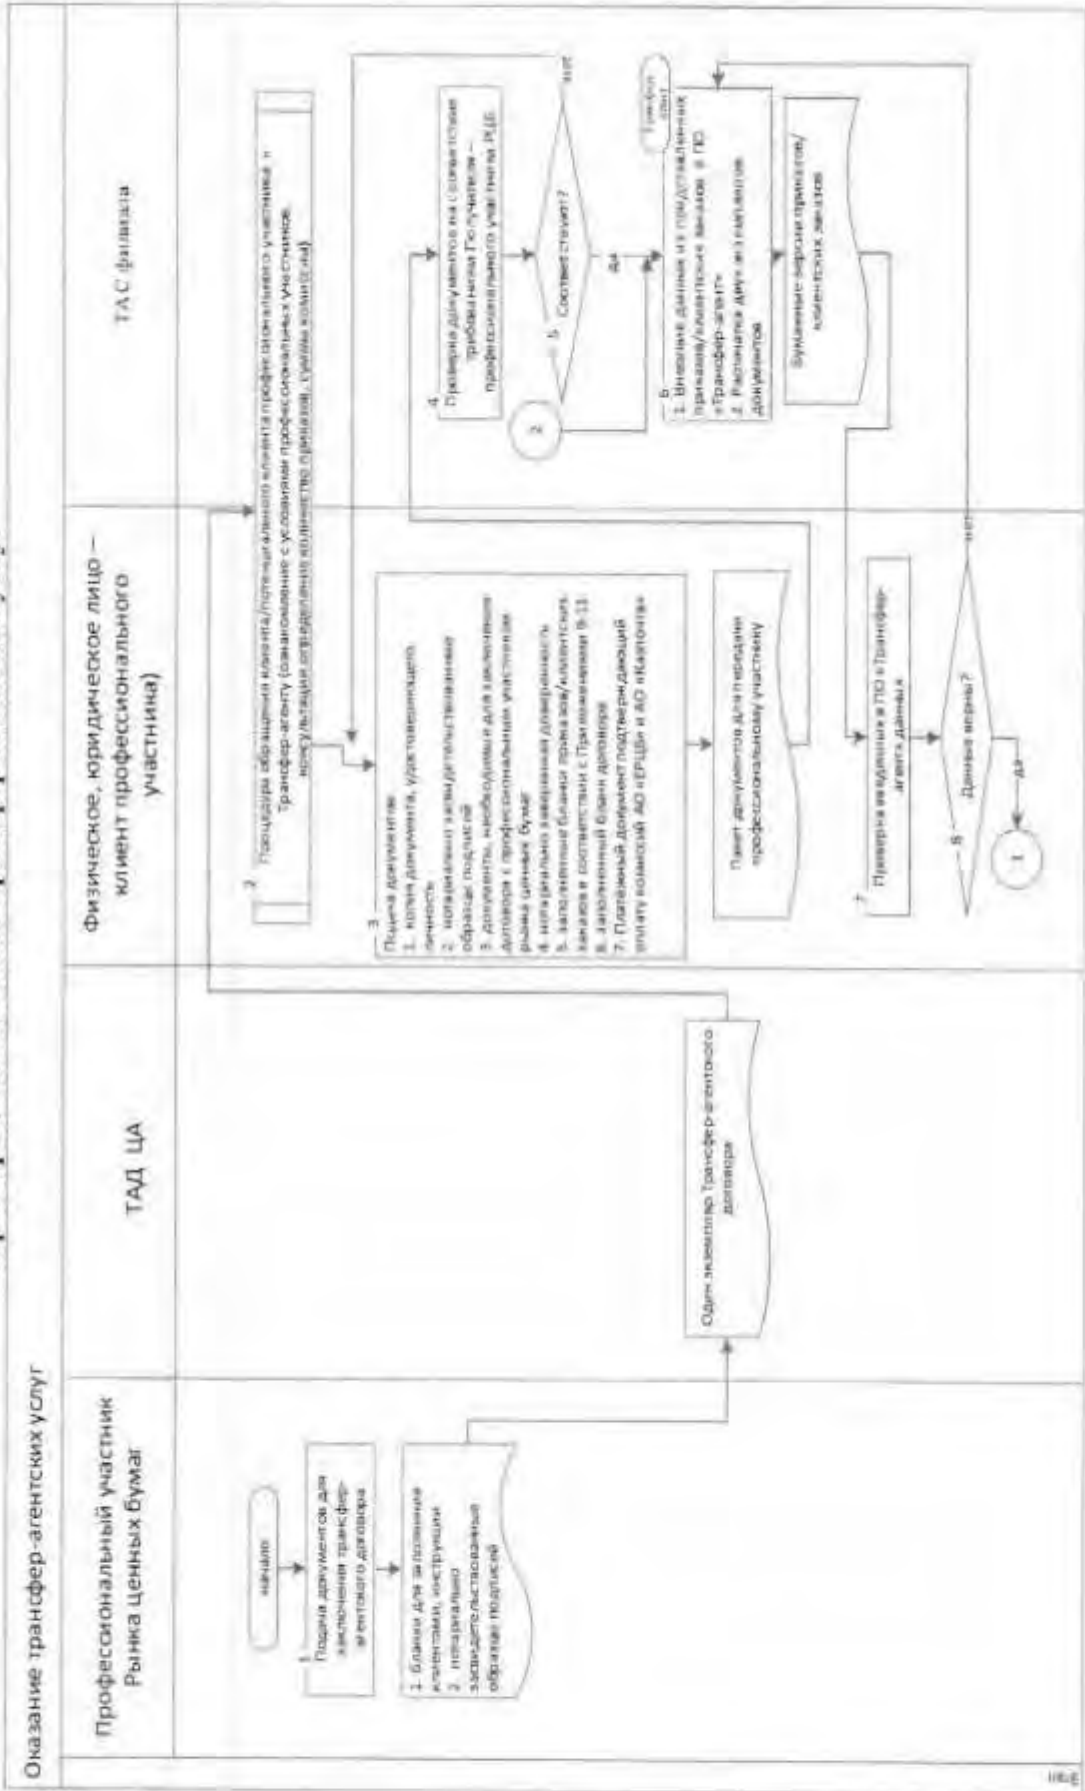 Оказание трансфер-агентских услуг
Профессиональный участник
Рынка ценных бумаг
ТАД ЦА
Физическое, юридическое лицо —
клиент профессионального
участника)
ТАС филиала
начало
1
Подача документов для
заключения трансфер-
агентского договора
1. Бланки для заполнения
клиентами, инструкции
2. нотариально
засвидетельствованные
образцы подписей
Один экземпляр Трансфер-агентского
договора
2
Процедура обращения клиента/потенциального клиента профессионального участника к
Трансфер-агенту (ознакомление с условиями профессиональных участников,
консультация, определение количество приказов, суммы комиссии)
3
Подача документов
1. копия документа, удостоверяющего
личность
2. нотариально засвидетельствованные
образцы подписей
3. документы, необходимые для заключения
договора с профессиональным участником
рынка ценных бумаг
4. нотариально заверенная доверенность
5. заполненные бланки приказов/клиентских
заказов в соответствии с Приложениями 9-11
6. заполненный бланк договора
7. Платёжный документ подтверждающий
оплату комиссий АО «ЕРЦБ» и АО «Казпочта»
Пакет документов для передачи
профессиональному участнику
4
Проверка документов на соответствие
требованиям Получателя –
профессионального участника РЦБ
5
Соответствуют?
нет
да
2
6
1. Внесение данных из представленных
приказов/клиентских заказов в ПО
«Трансфер-агент»
2. Распечатка двух экземпляров
документов
Бумажные версии приказов/
клиентских заказов
7
Проверка введенных в ПО «Трансфер-
агент» данных
8
Данные верны?
нет
да
1